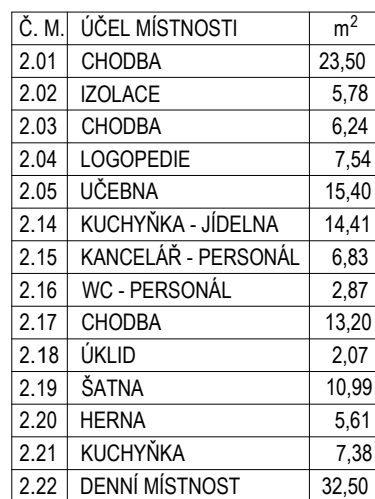 Č. M. ÚČEL MÍSTNOSTI m²
2.01 CHODBA 23,50
2.02 IZOLACE 5,78
2.03 CHODBA 6,24
2.04 LOGOPEDIE 7,54
2.05 UČEBNA 15,40
2.14 KUCHYŇKA - JÍDELNA 14,41
2.15 KANCELÁŘ - PERSONÁL 6,83
2.16 WC - PERSONÁL 2,87
2.17 CHODBA 13,20
2.18 ÚKLID 2,07
2.19 ŠATNA 10,99
2.20 HERNA 5,61
2.21 KUCHYŇKA 7,38
2.22 DENNÍ MÍSTNOST 32,50